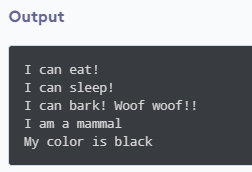 Output
I can eat!
I can sleep!
I can bark! Woof woof!!
I am a mammal
My color is black